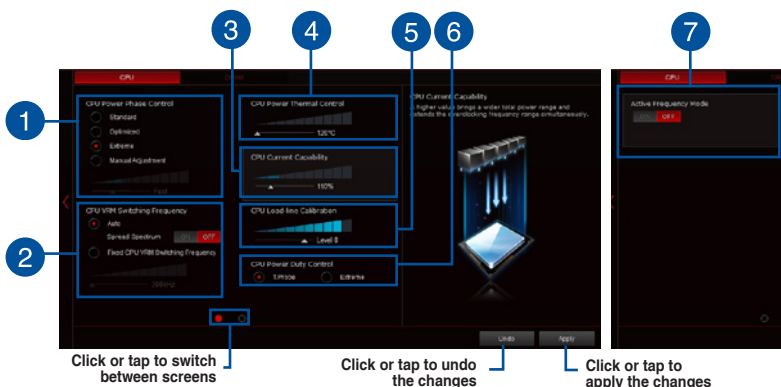 3
4
5
6
7
CPU
CPU
1
CPU Power Phase Control
Standard
Optimized
Extreme
Manual Adjustment
Fast
CPU Power Thermal Control
120°C
CPU Current Capability
110%
CPU Load-line Calibration
Level 8
CPU Power Duty Control
T.Probe
Extreme
2
CPU VRM Switching Frequency
Auto
Spread Spectrum
ON
OFF
Fixed CPU VRM Switching Frequency
CPU Current Capability
A higher value brings a wider total power range and
extends the overclocking frequency range simultaneously.
Active Frequency Mode
ON
OFF
Undo
Apply
Click or tap to switch
between screens
Click or tap to undo
the changes
Click or tap to
apply the changes